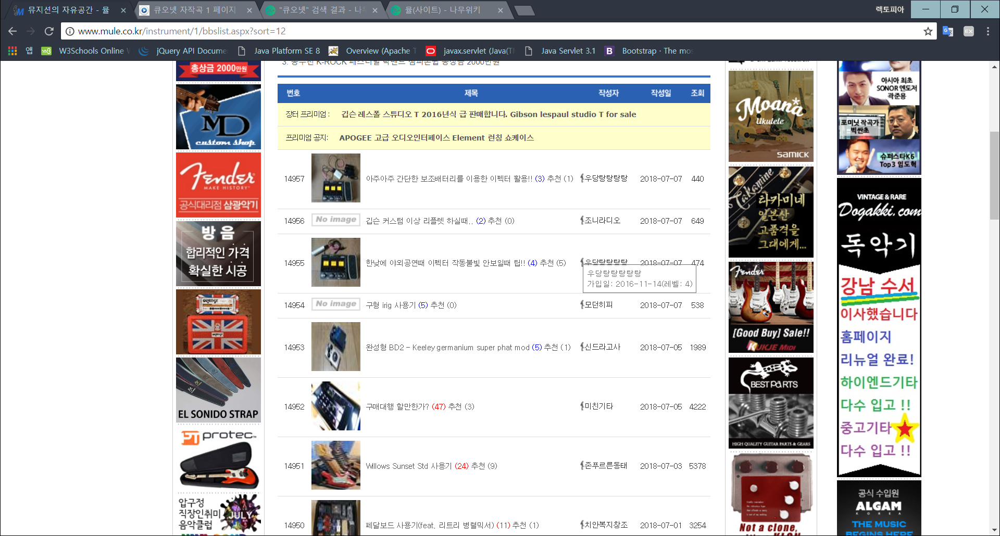 뮤지션의 자유공간 - 뮬
큐오넷 자작곡 1 페이지
"큐오넷" 검색 결과 - 나무
뮬(사이트) - 나무위키
렉토피아
www.mule.co.kr/instrument/1/bbslist.aspx?sort=12
앱
W3Schools Online
jQuery API Docume
Java Platform SE 8
Overview (Apache T
javax.servlet (Java(T
Java Servlet 3.1
Bootstrap · The mos
총상금 2000만원
MD
custom shop
Fender
MAKE HISTORY™
공식대리점 삼광악기
방 음
합리적인 가격
확실한 시공
ORANGE
EL SONIDO STRAP
PT protec™
압구정
직장인취미
음악클럽
JULY
K-ROCK 페스티벌
총상금 2000만원
번호 제목 작성자 작성일 조회
장터 프리미엄 : 깁슨 레스폴 스튜디오 T 2016년식 급 판매합니다. Gibson lespaul studio T for sale
프리미엄 공지: APOGEE 고급 오디오인터페이스 Element 런칭 쇼케이스
14957 아주아주 간단한 보조배터리를 이용한 이펙터 활용!! (3) 추천 (1) 우당탕탕탕탕 2018-07-07 440
14956 No image 깁슨 커스텀 이상 리플렛 하실때.. (2) 추천 (0) 조니라디오 2018-07-07 649
14955 한낮에 야외공연때 이펙터 작동불빛 안보일때 팁!! (4) 추천 (5) 우당탕탕탕탕 2018-07-07 474
우당탕탕탕탕탕
가입일: 2016-11-14(레벨: 4)
14954 No image 구형 irig 사용기 (5) 추천 (0) 모던히피 2018-07-07 538
14953 완성형 BD2 - Keeley germanium super phat mod (5) 추천 (1) 신드라고사 2018-07-05 1989
14952 구매대행 할만한가? (47) 추천 (3) 미친기타 2018-07-05 4222
14951 Willows Sunset Std 사용기 (24) 추천 (9) 존푸르른동태 2018-07-03 5378
14950 페달보드 사용기(feat. 리트리 병렬믹서) (11) 추천 (1) 치안복지창조 2018-07-01 3254
Moana
Ukulele
samick
Takamine
타카미네
일본산
고품격을
그대에게...
Fender
[Good Buy] Sale!!
KUKJE MIDI
BEST PARTS
HIGH QUALITY GUITAR PARTS & GEARS
Not a clone,
아시아 최초
SONOR 엔도저
곽준용
포미닛 작곡가
빅싼초
슈퍼스타K6
Top3 임도혁
VINTAGE & RARE
Dogakki.com
독악기
강남 수서
이사했습니다
홈페이지
리뉴얼 완료!
하이엔드기타
다수 입고 !!
중고기타
다수 입고 !!
공식 수입원
ALGAM
KOREA
THE MUSIC
BEGINS HERE